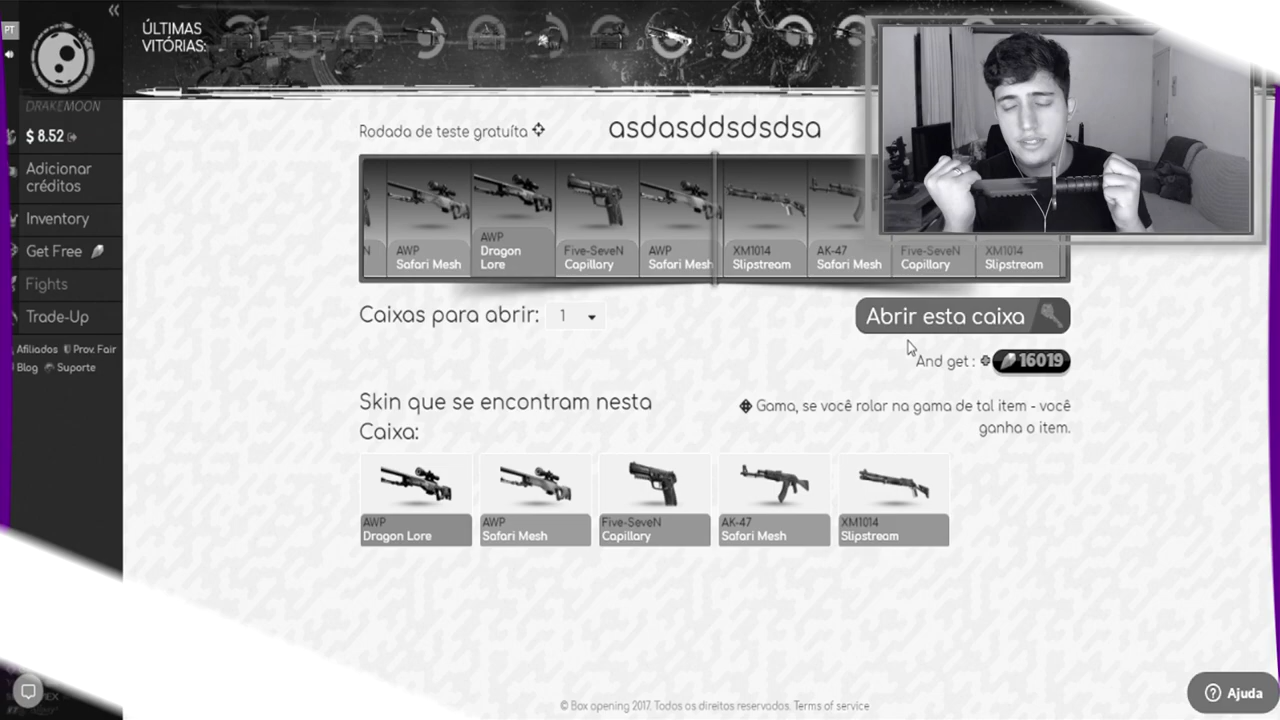 PT
ÚLTIMAS
VITÓRIAS:
DRAKEMOON
$ 8.52
Adicionar
créditos
Inventory
Get Free
Fights
Trade-Up
Afiliados Prov. Fair
Blog Suporte
Rodada de teste gratuíta
asdasddsdsdsa
N
AWP
Safari Mesh
AWP
Dragon
Lore
Five-SeveN
Capillary
AWP
Safari Mesh
XM1014
Slipstream
AK-47
Safari Mesh
Five-SeveN
Capillary
XM1014
Slipstream
Caixas para abrir: 1
Abrir esta caixa
And get : 16019
Skin que se encontram nesta
Caixa:
Gama, se você rolar na gama de tal item - você
ganha o item.
AWP
Dragon Lore
AWP
Safari Mesh
Five-SeveN
Capillary
AK-47
Safari Mesh
XM1014
Slipstream
© Box opening 2017. Todos os direitos reservados. Terms of service
Ajuda